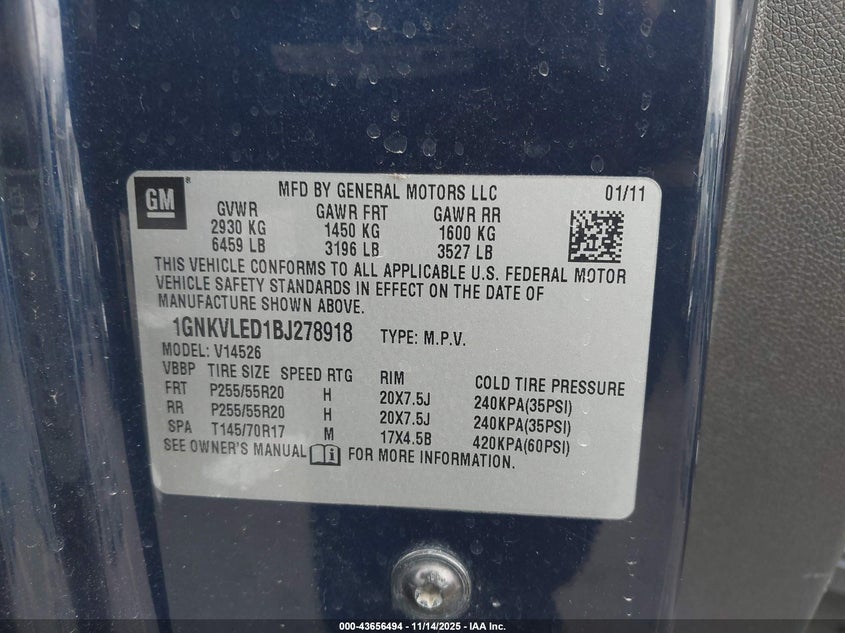 GM
MFD BY GENERAL MOTORS LLC 01/11
GVWR GAWR FRT GAWR RR
2930 KG 1450 KG 1600 KG
6459 LB 3196 LB 3527 LB
THIS VEHICLE CONFORMS TO ALL APPLICABLE U.S. FEDERAL MOTOR
VEHICLE SAFETY STANDARDS IN EFFECT ON THE DATE OF
MANUFACTURE SHOWN ABOVE.
1GNKVLED1BJ278918 TYPE: M.P.V.
MODEL: V14526
VBBP TIRE SIZE SPEED RTG RIM COLD TIRE PRESSURE
FRT P255/55R20 H 20X7.5J 240KPA(35PSI)
RR P255/55R20 H 20X7.5J 240KPA(35PSI)
SPA T145/70R17 M 17X4.5B 420KPA(60PSI)
SEE OWNER'S MANUAL i FOR MORE INFORMATION.
000-43656494 - 11/14/2025 - IAA Inc.